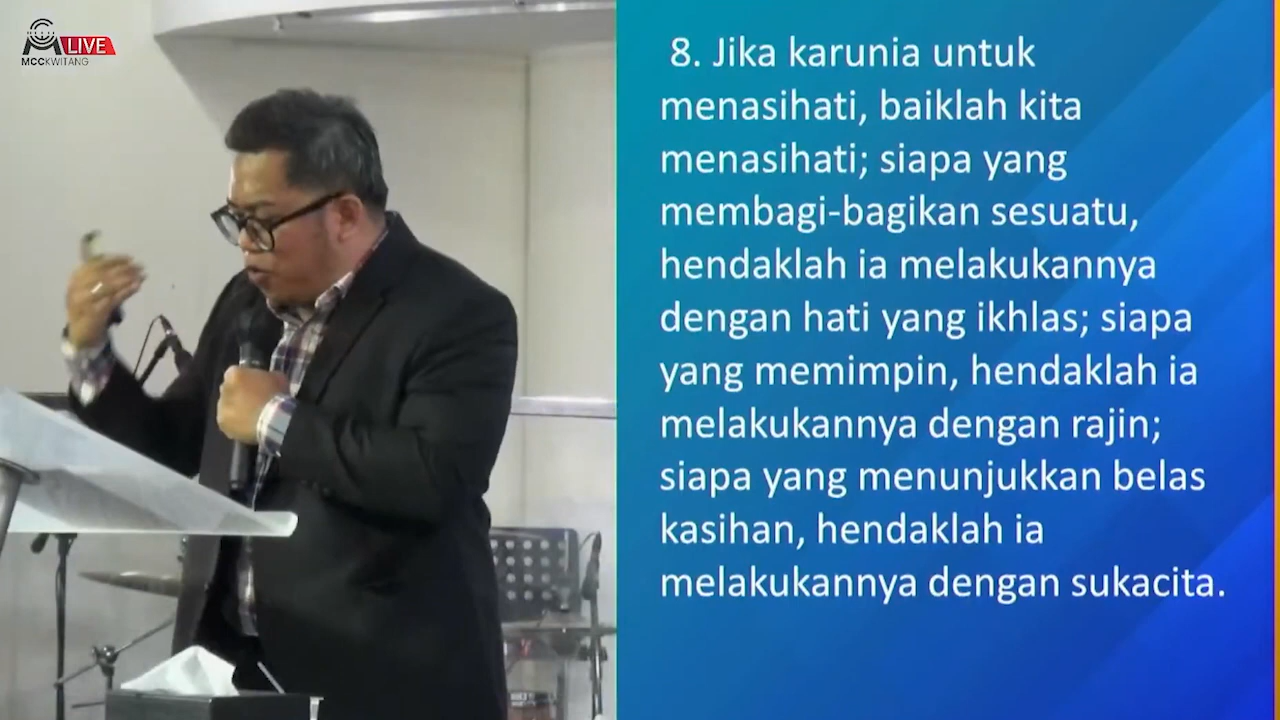 LIVE
MCCKWITANG
8. Jika karunia untuk
menasihati, baiklah kita
menasihati; siapa yang
membagi-bagikan sesuatu,
hendaklah ia melakukannya
dengan hati yang ikhlas; siapa
yang memimpin, hendaklah ia
melakukannya dengan rajin;
siapa yang menunjukkan belas
kasihan, hendaklah ia
melakukannya dengan sukacita.